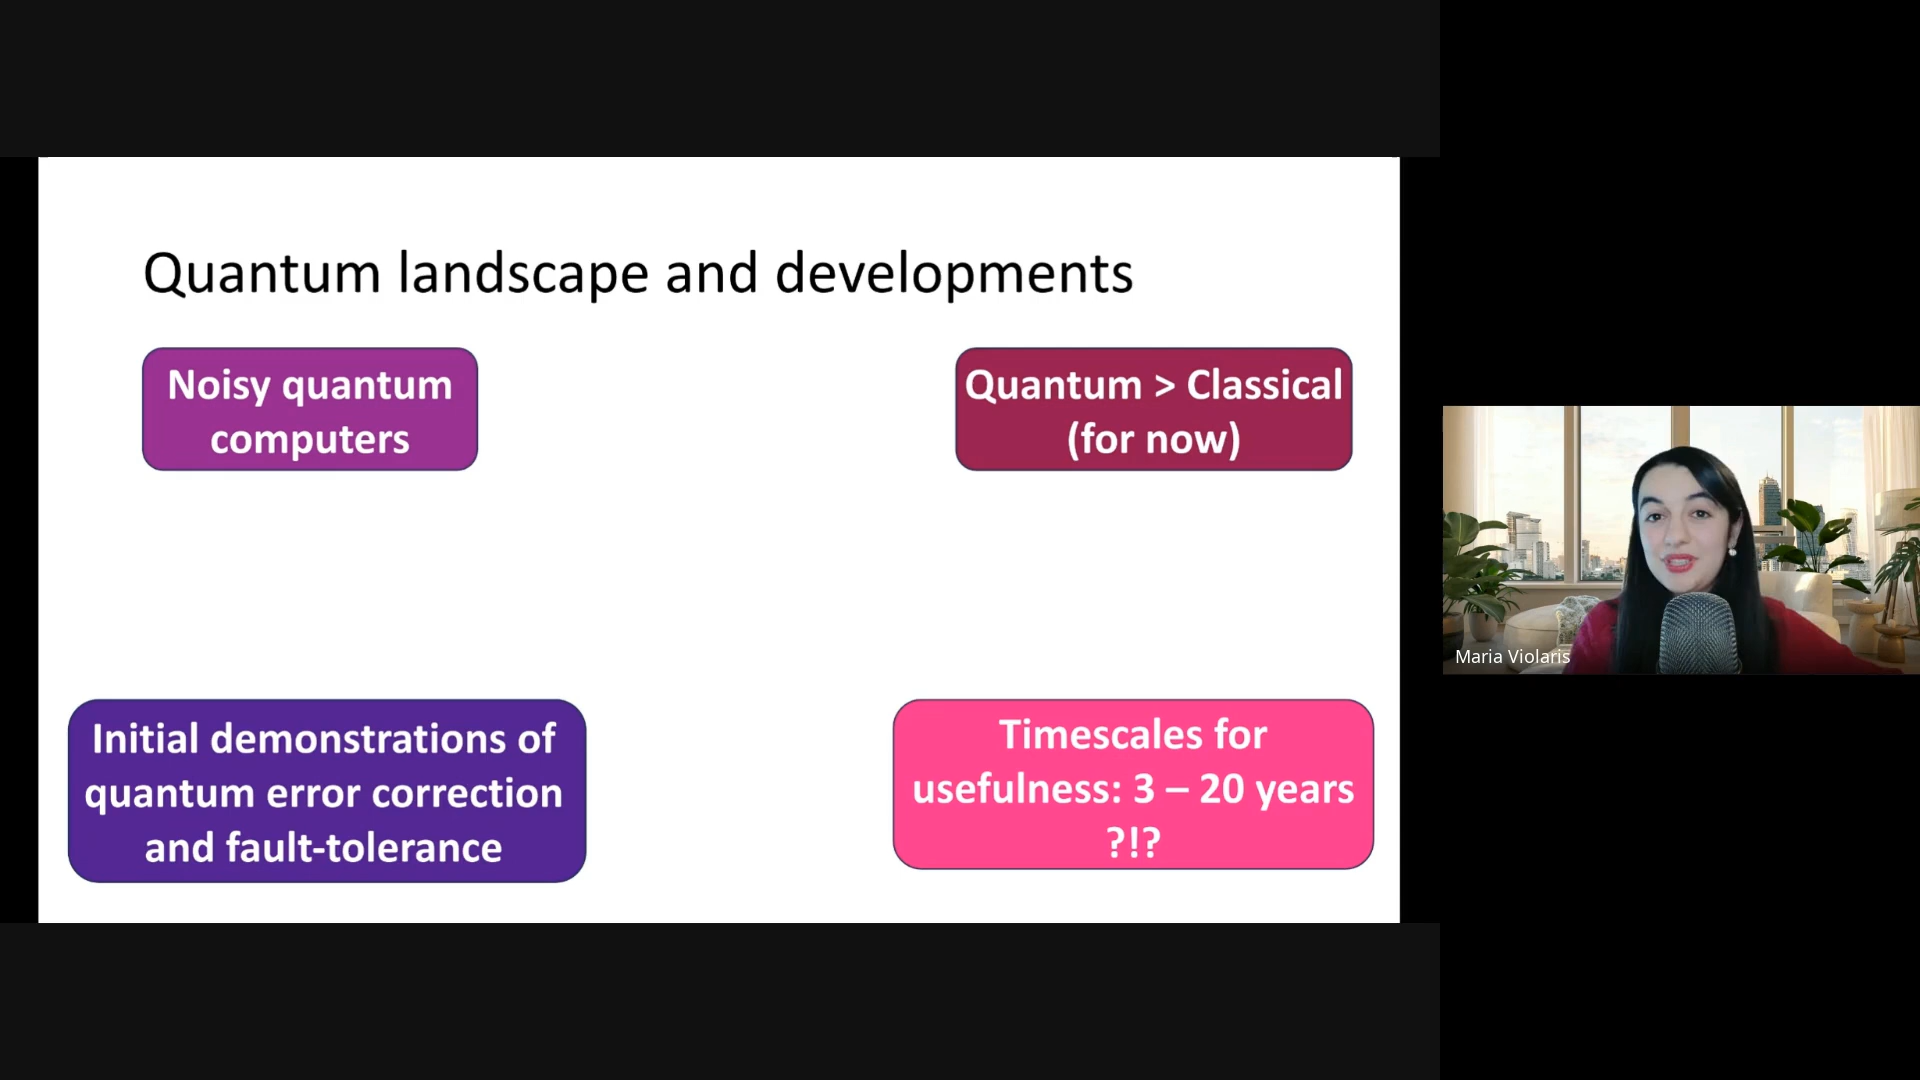 Quantum landscape and developments
Noisy quantum
computers
Quantum > Classical
(for now)
Initial demonstrations of
quantum error correction
and fault-tolerance
Timescales for
usefulness: 3 – 20 years
?!?
Maria Violaris